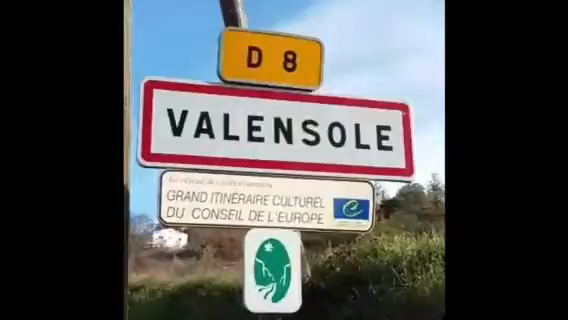 D 8
VALENSOLE
GRAND ITINÉRAIRE CULTUREL
DU CONSEIL DE L'EUROPE